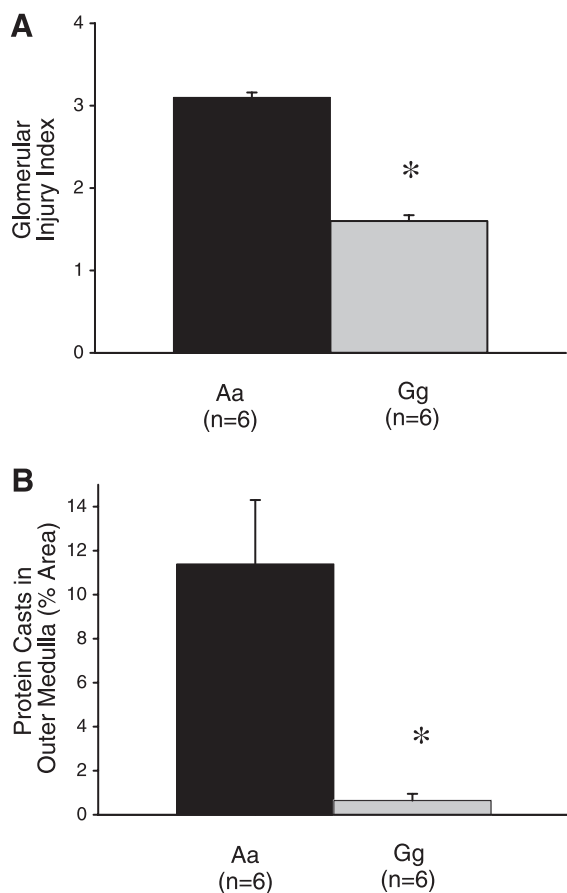 A
Glomerular
Injury Index
4
3
2
1
0
*
Aa
(n=6)
Gg
(n=6)
B
Protein Casts in
Outer Medulla (% Area)
14
12
10
8
6
4
2
0
*
Aa
(n=6)
Gg
(n=6)